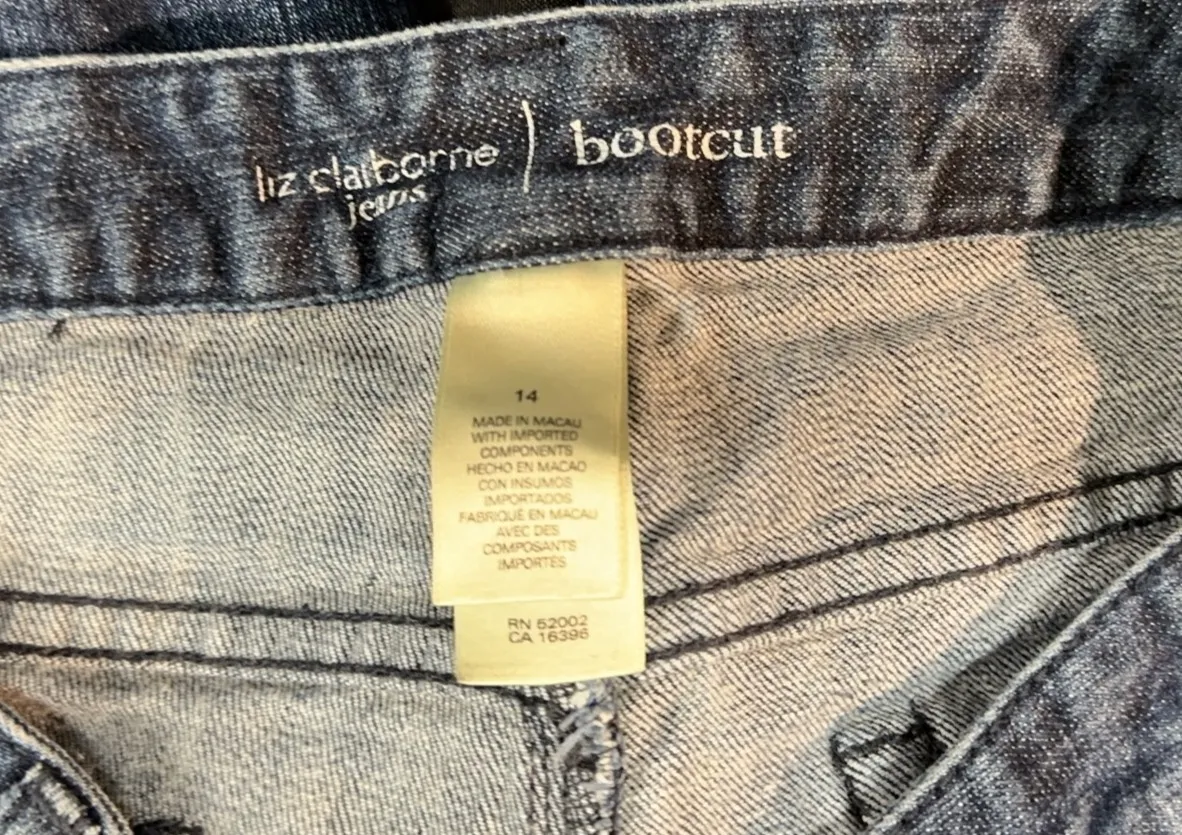 liz claiborne | bootcut
jeans
14
MADE IN MACAU
WITH IMPORTED
COMPONENTS
HECHO EN MACAO
CON INSUMOS
IMPORTADOS
FABRIQUÉ EN MACAU
AVEC DES
COMPOSANTS
IMPORTES
RN 52002
CA 16396